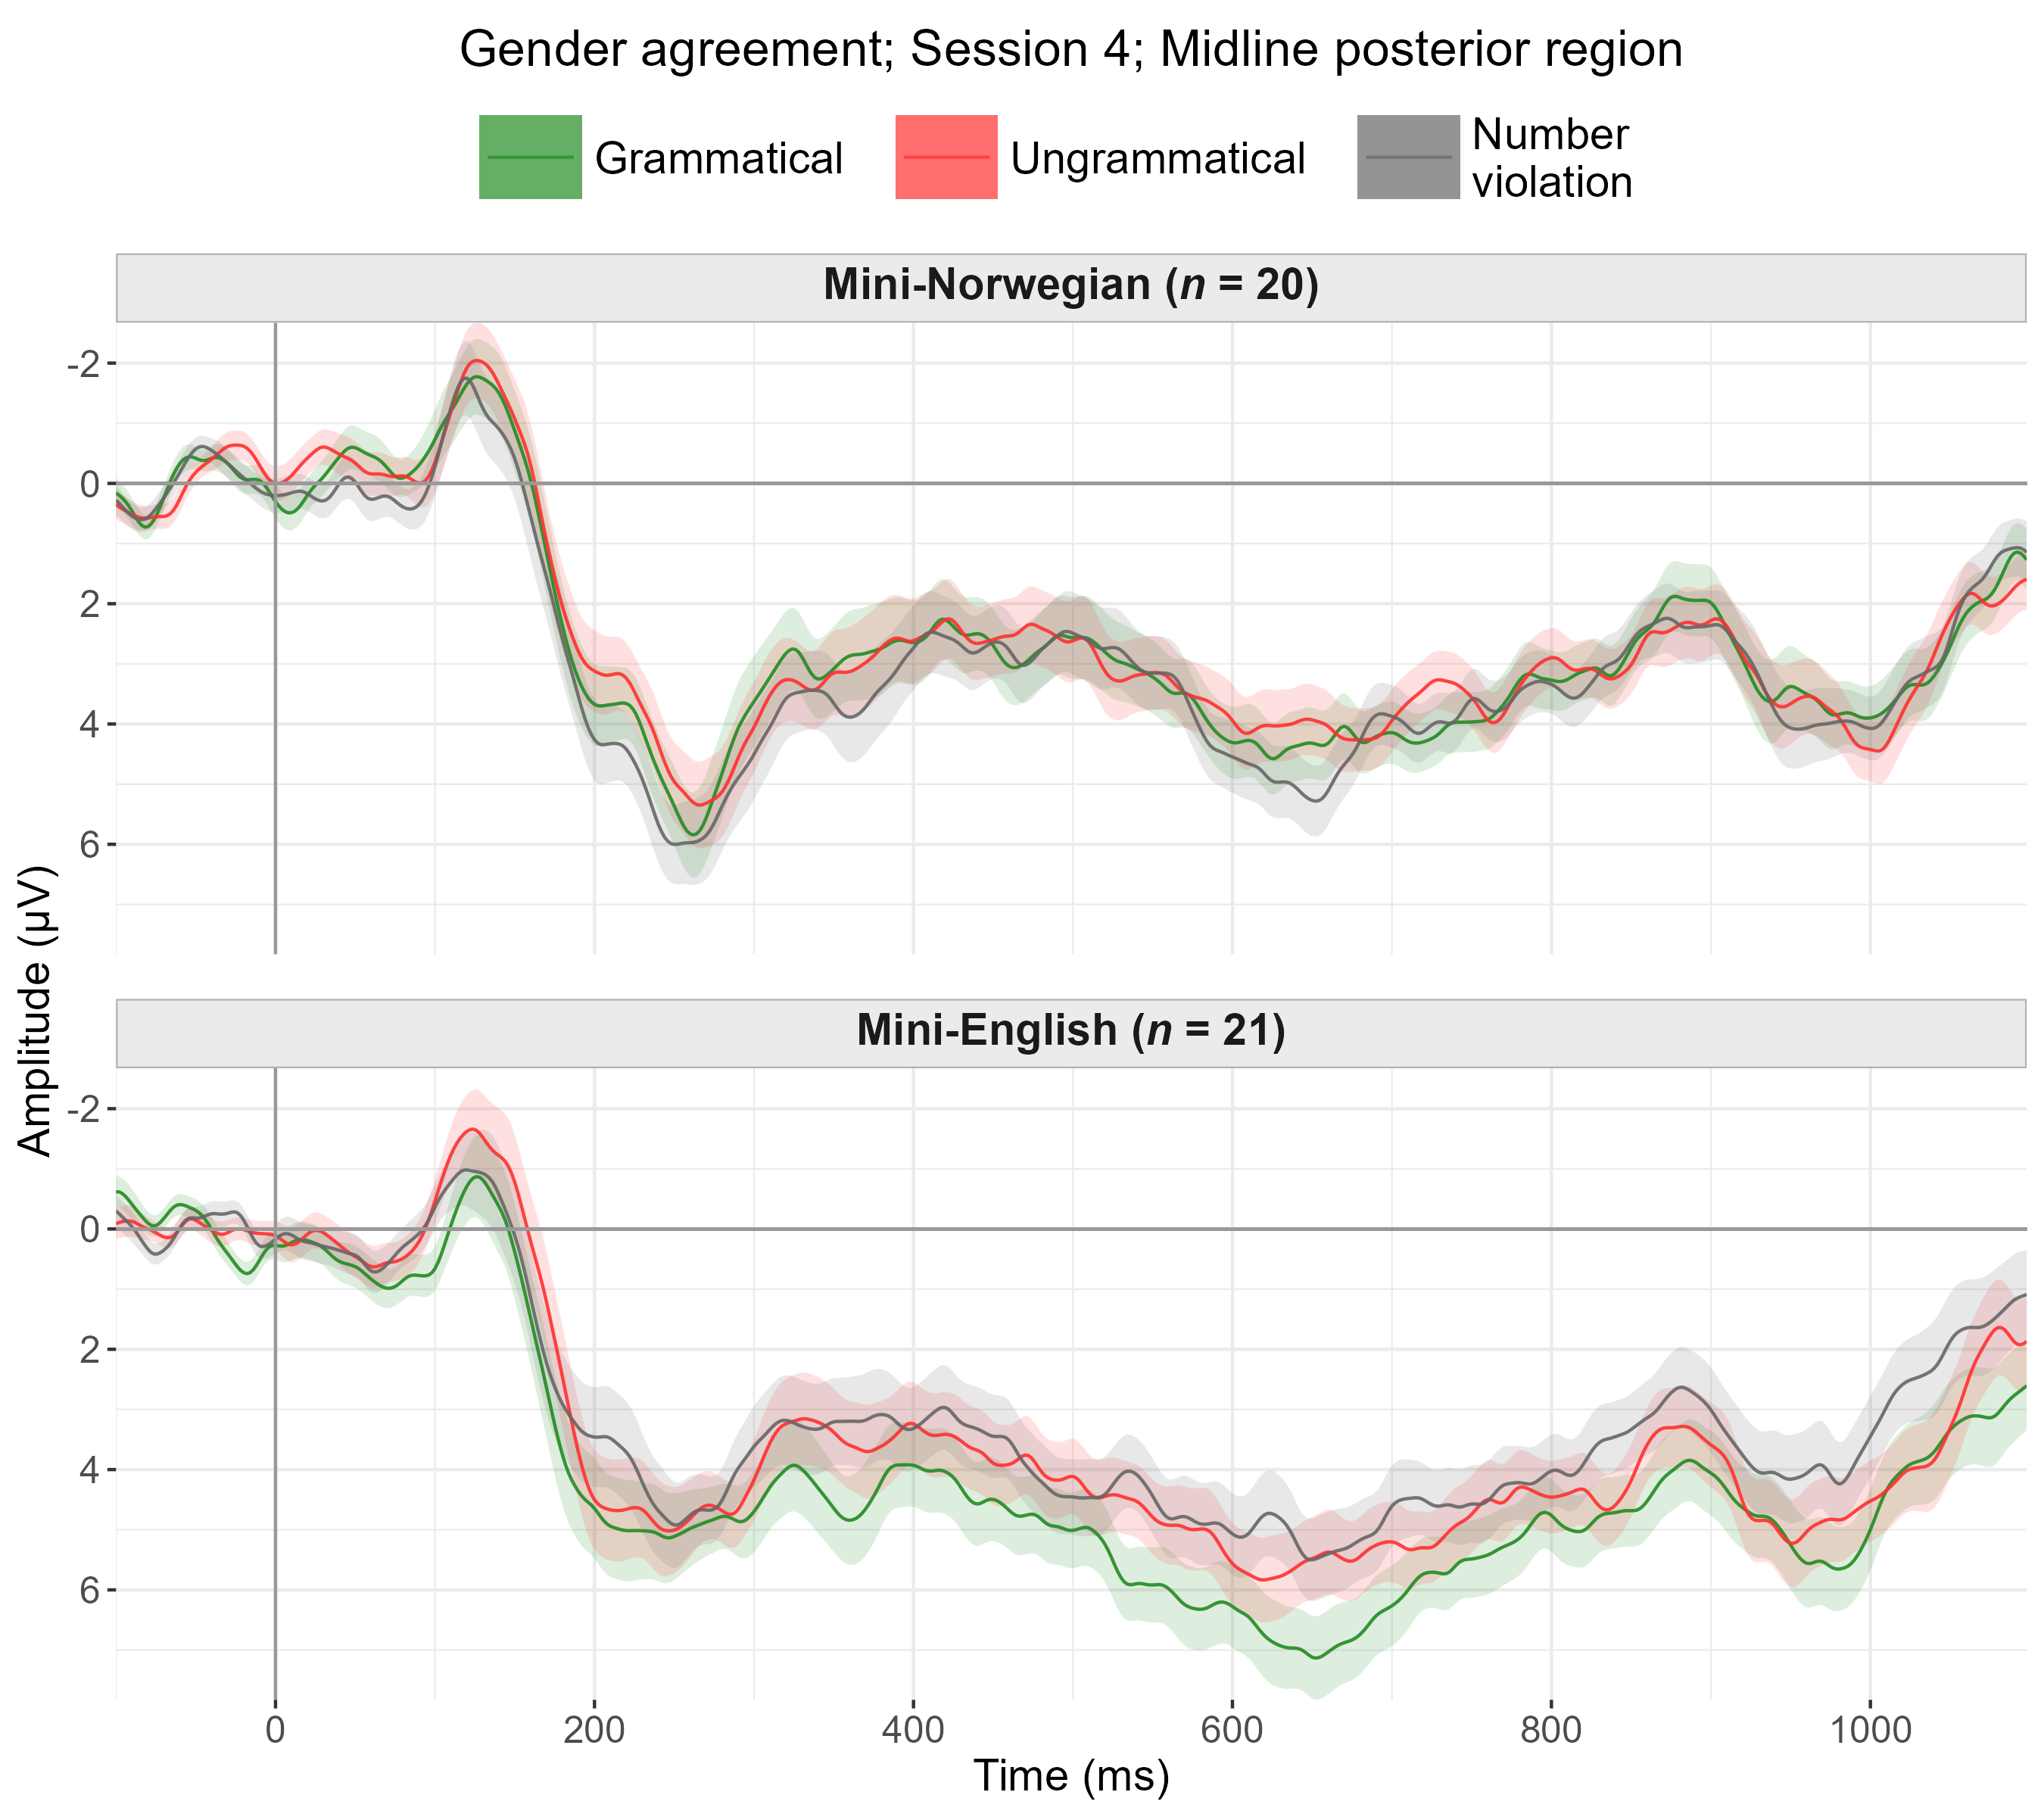 Gender agreement; Session 4; Midline posterior region
Grammatical
Ungrammatical
Number
violation
Mini-Norwegian (n = 20)
-2
0
2
4
6
Mini-English (n = 21)
-2
0
2
4
6
Amplitude (µV)
0 200 400 600 800 1000
Time (ms)